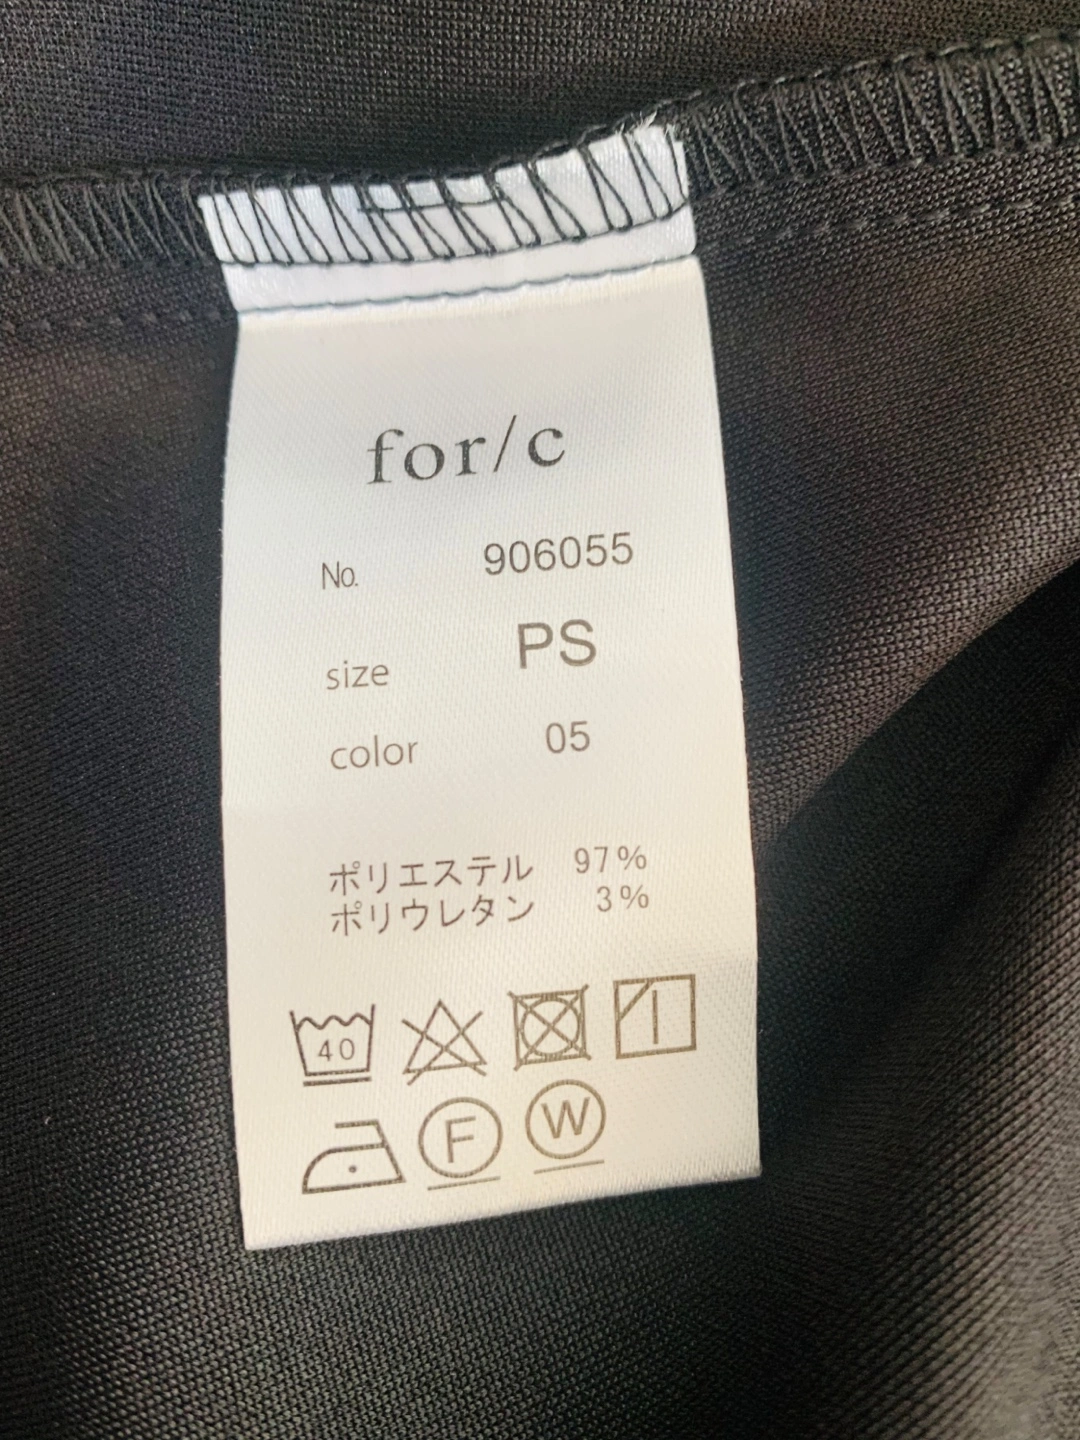 for/c
No. 906055
size PS
color 05
ポリエステル 97%
ポリウレタン 3%
40
F W